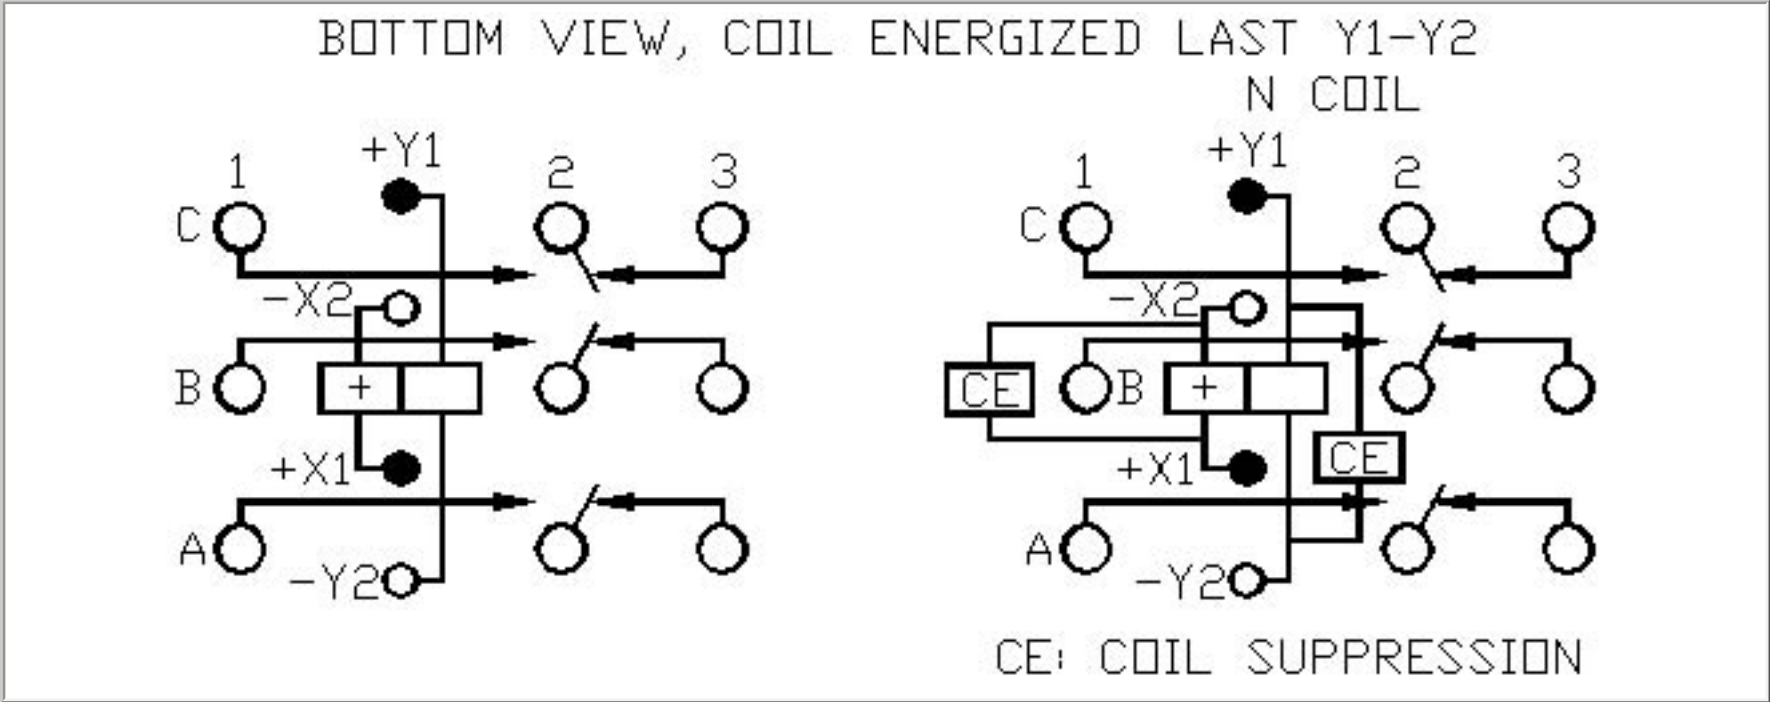 BOTTOM VIEW, COIL ENERGIZED LAST Y1-Y2
N COIL
1 +Y1 2 3
C
-X2
B +
+X1
A
-Y2
1 +Y1 2 3
C
-X2
CE B +
+X1 CE
A
-Y2
CE: COIL SUPPRESSION